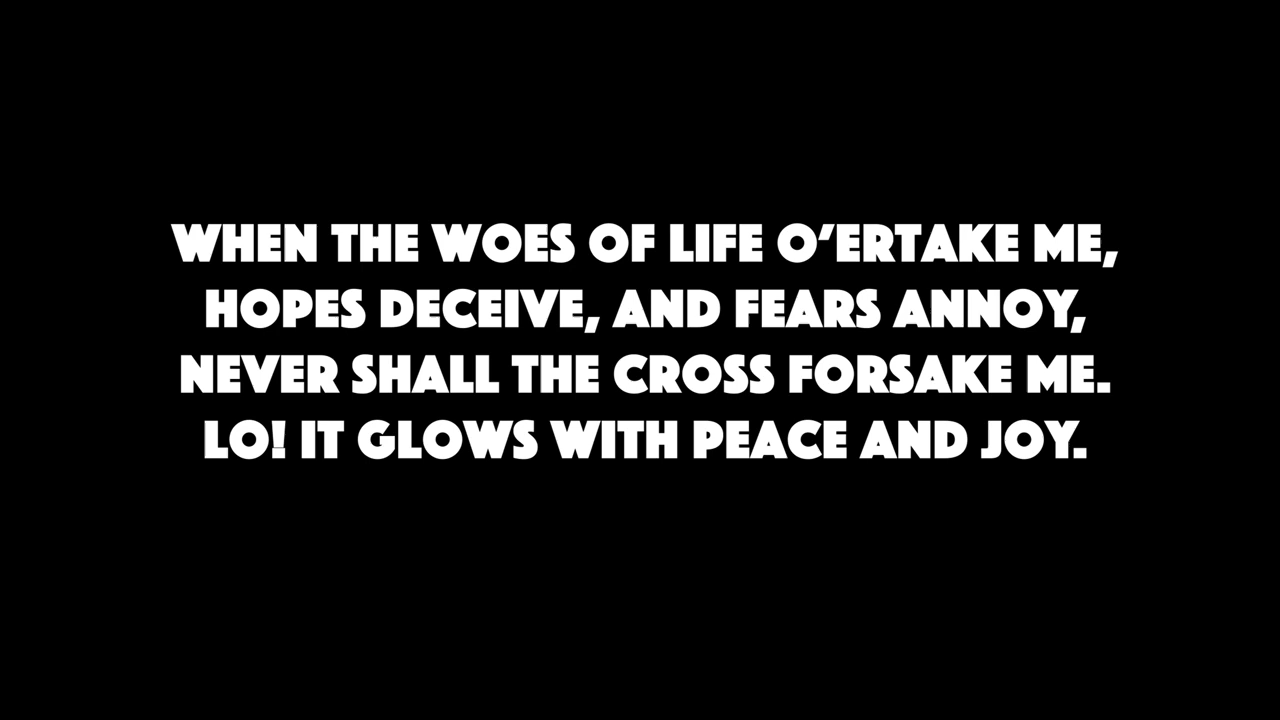 WHEN THE WOES OF LIFE O’ERTAKE ME,
HOPES DECEIVE, AND FEARS ANNOY,
NEVER SHALL THE CROSS FORSAKE ME.
LO! IT GLOWS WITH PEACE AND JOY.